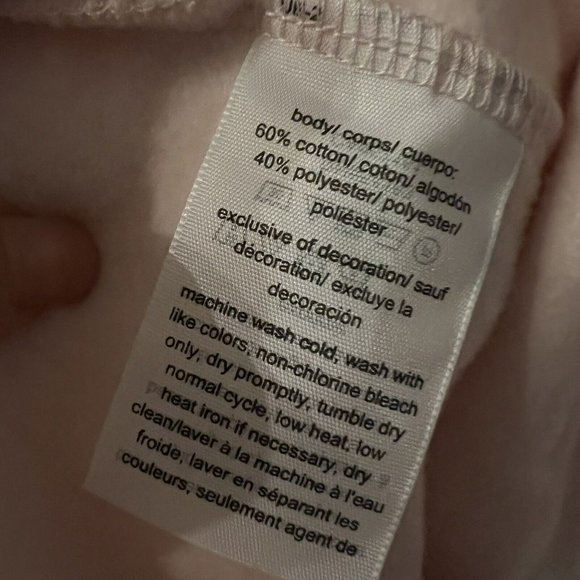 body/ corps/ cuerpo:
60% cotton/ coton/ algodón
40% polyester/ polyester/
poliéster
exclusive of decoration/ sauf
décoration/ excluye la
decoración
machine wash cold, wash with
like colors, non-chlorine bleach
only, dry promptly, tumble dry
normal cycle, low heat, low
heat iron if necessary, dry
clean/laver à la machine à l'eau
froide, laver en séparant les
couleurs, seulement agent de